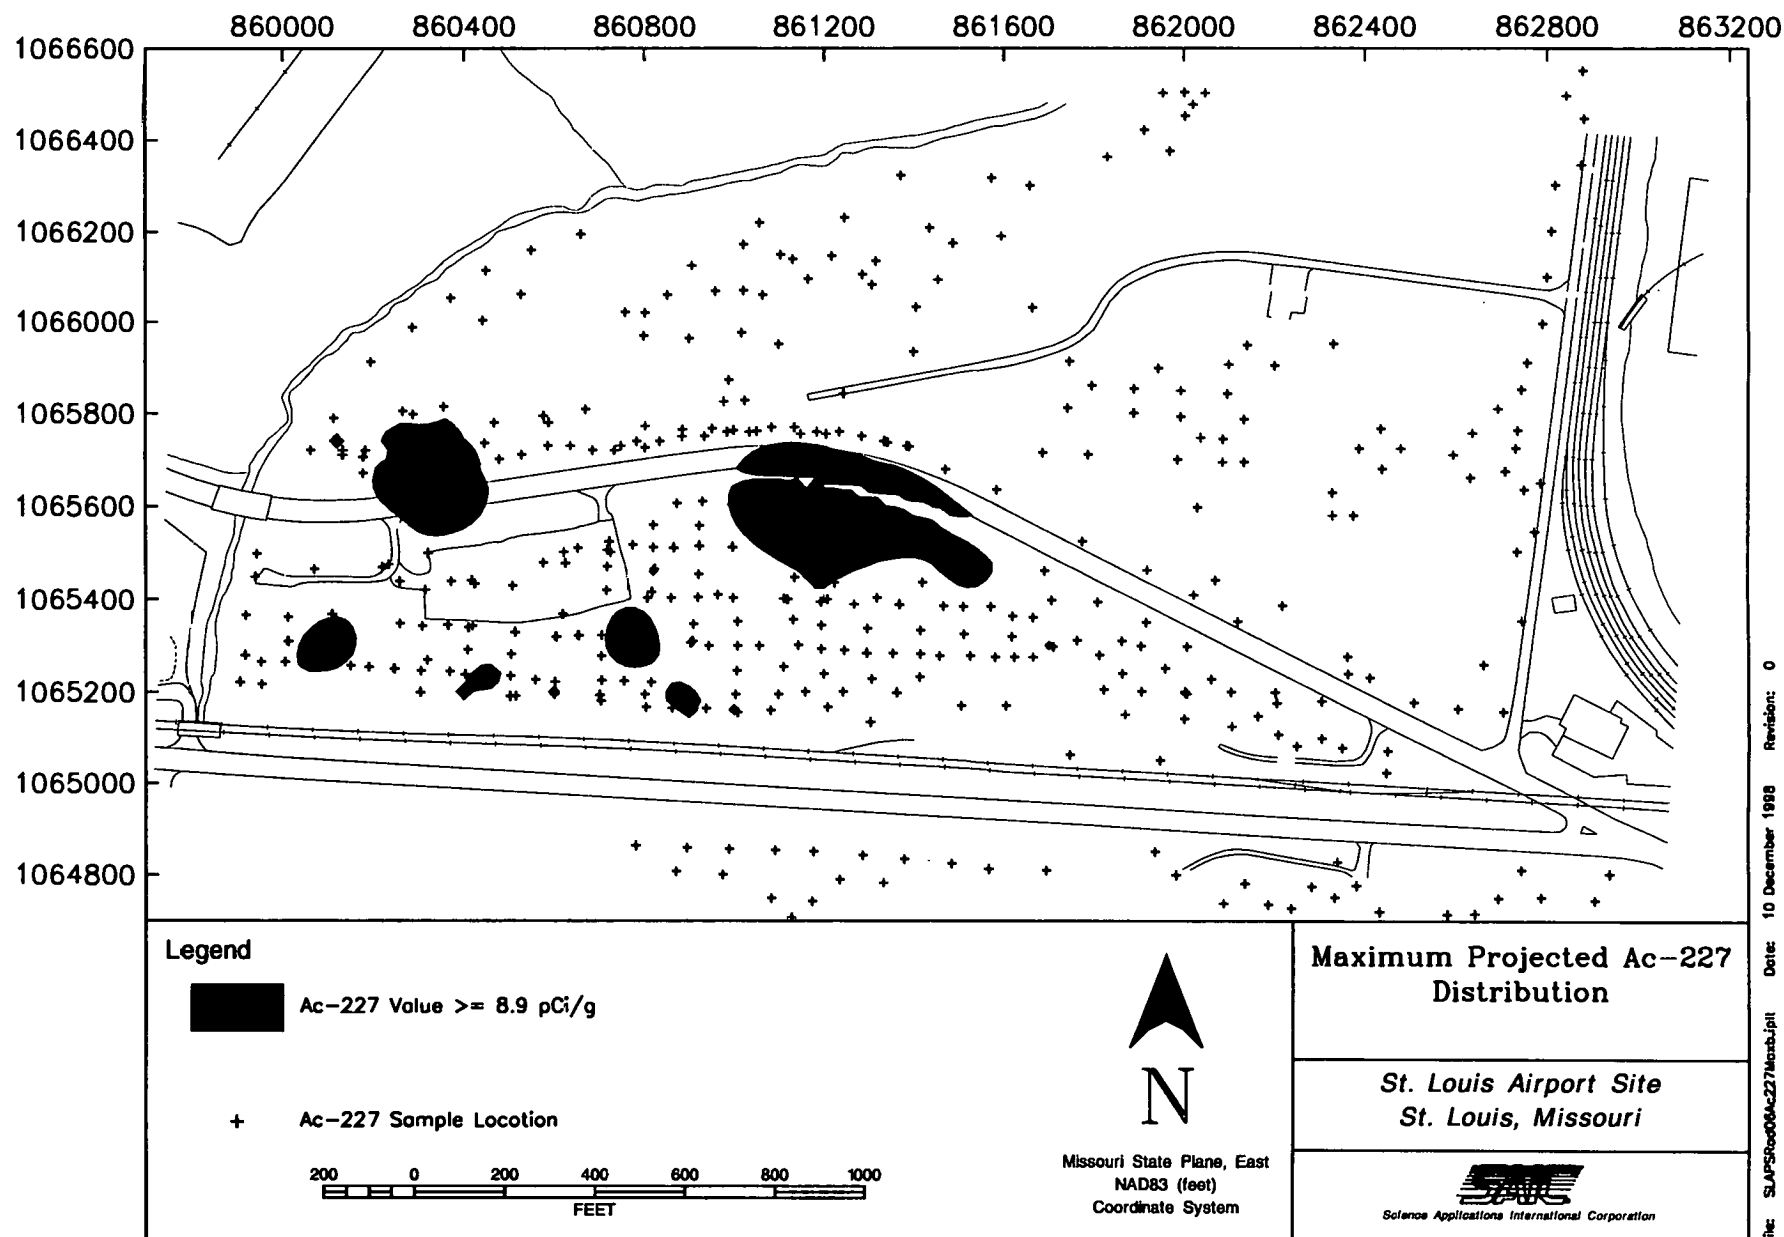 860000 860400 860800 861200 861600 862000 862400 862800 863200
1066600
1066400
1066200
1066000
1065800
1065600
1065400
1065200
1065000
1064800
Legend
Ac-227 Value >= 8.9 pCi/g
+ Ac-227 Sample Location
200 0 200 400 600 800 1000
FEET
N
Missouri State Plane, East
NAD83 (feet)
Coordinate System
Maximum Projected Ac-227
Distribution
St. Louis Airport Site
St. Louis, Missouri
SAIC
Science Applications International Corporation
Date: 10 December 1998 Revision: 0